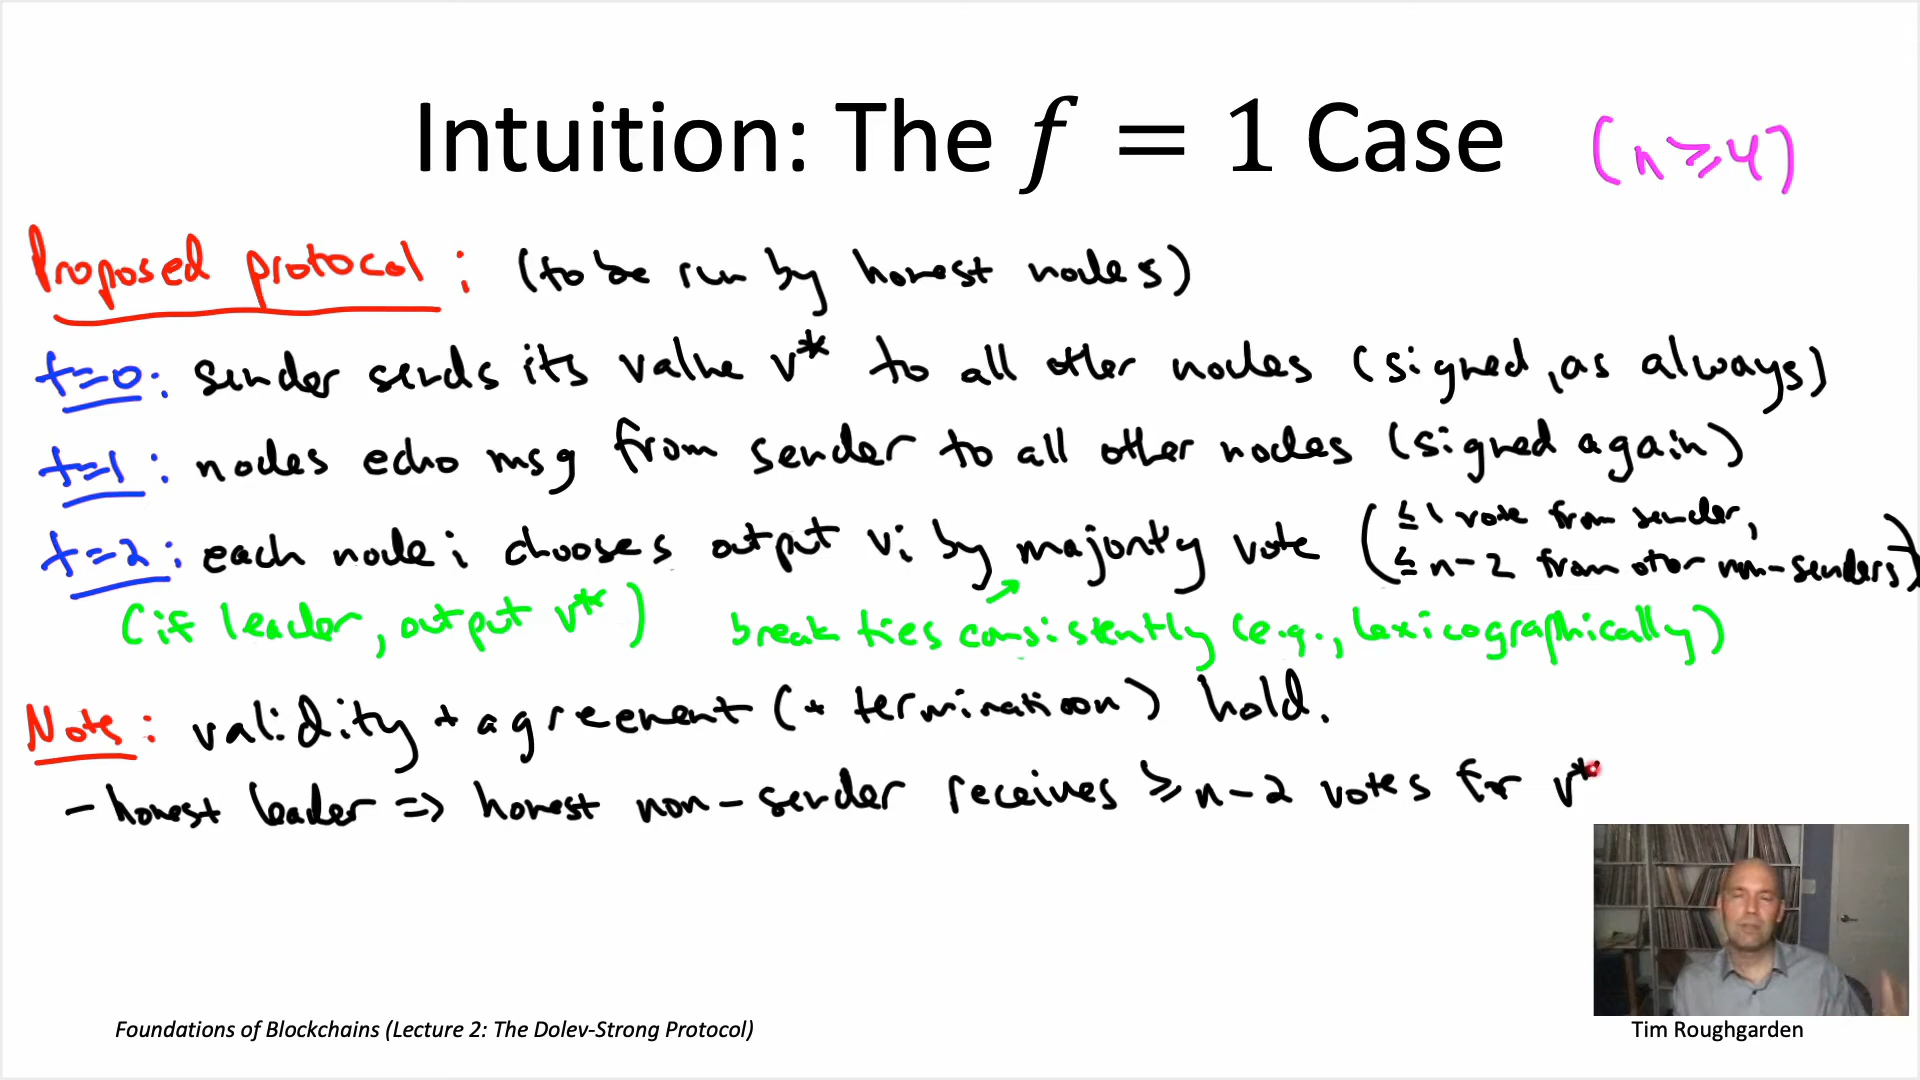 Intuition: The f = 1 Case (n ≥ 4)
Proposed protocol: (to be run by honest nodes)
t=0: sender sends its value v* to all other nodes (signed, as always)
t=1: nodes echo msg from sender to all other nodes (signed again)
t=2: each node i chooses output vi by majority vote (≤ 1 vote from sender,
≤ n-2 from other non-senders)
(if leader, output v*) break ties consistently (e.g., lexicographically)
Note: validity + agreement (+ termination) hold.
- honest leader => honest non-sender receives ≥ n-2 votes for v*
Foundations of Blockchains (Lecture 2: The Dolev-Strong Protocol)
Tim Roughgarden